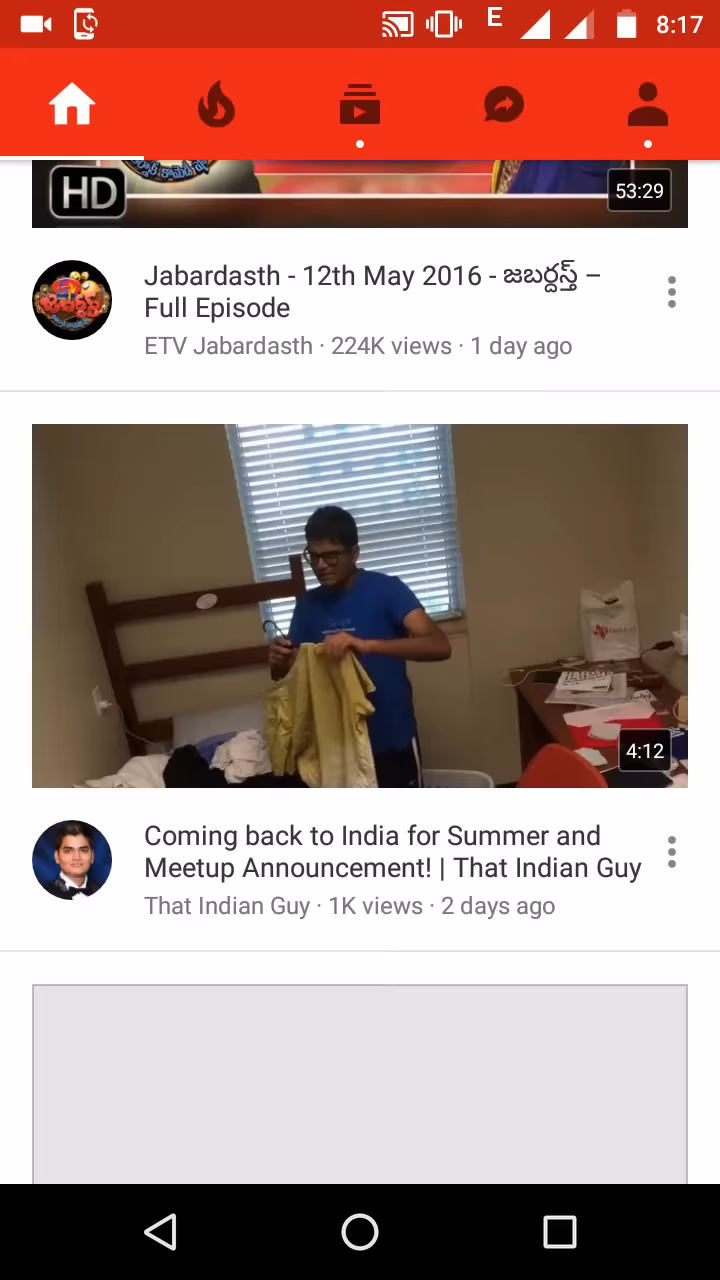 E 8:17
HD
53:29
Jabardasth - 12th May 2016 - జబర్దస్త్ –
Full Episode
ETV Jabardasth · 224K views · 1 day ago
4:12
Coming back to India for Summer and
Meetup Announcement! | That Indian Guy
That Indian Guy · 1K views · 2 days ago